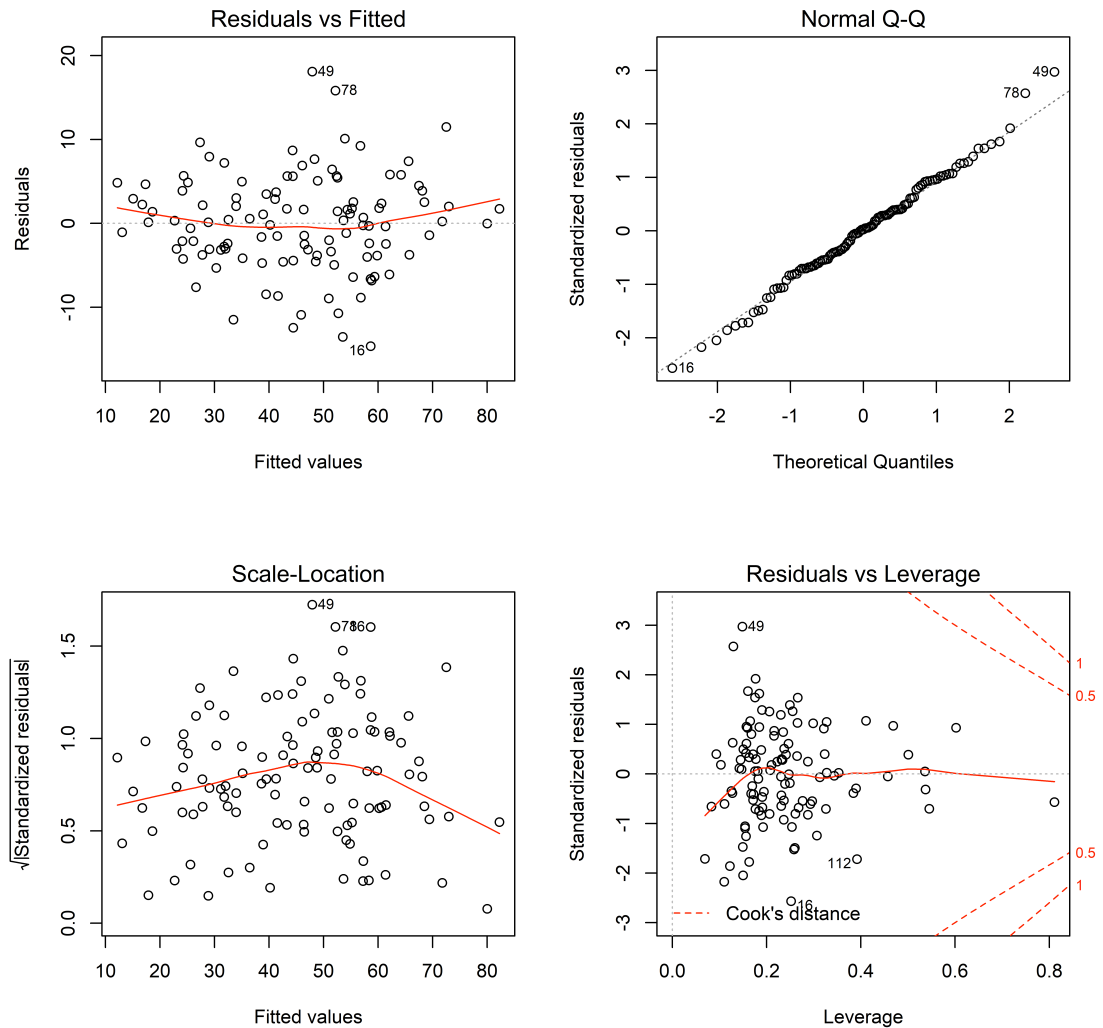 Residuals vs Fitted
20
10
0
-10
Residuals
49
78
16
10 20 30 40 50 60 70 80
Fitted values
Normal Q-Q
3
2
1
0
-1
-2
Standardized residuals
49
78
16
-2 -1 0 1 2
Theoretical Quantiles
Scale-Location
1.5
1.0
0.5
0.0
√|Standardized residuals|
49
78
16
10 20 30 40 50 60 70 80
Fitted values
Residuals vs Leverage
3
2
1
0
-1
-2
-3
Standardized residuals
49
1
0.5
0.5
1
112
16
Cook's distance
0.0 0.2 0.4 0.6 0.8
Leverage